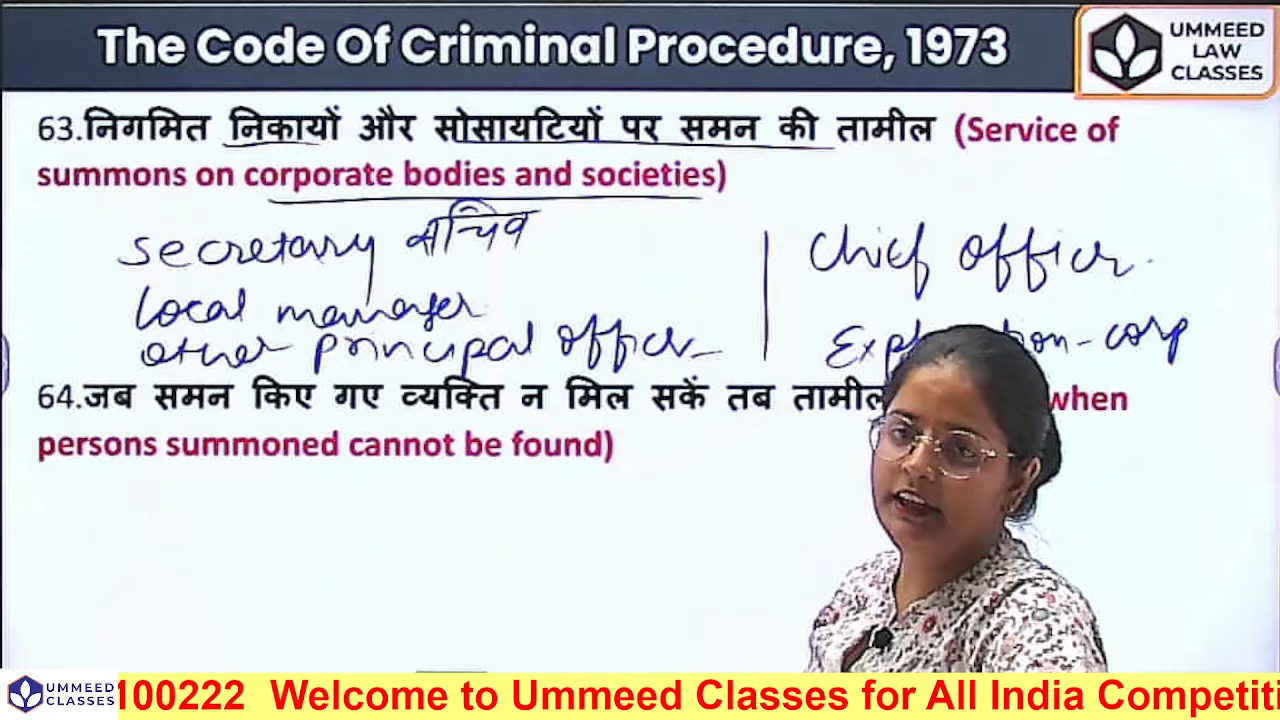 The Code Of Criminal Procedure, 1973
UMMEED
LAW
CLASSES
63.निगमित निकायों और सोसायटियों पर समन की तामील (Service of
summons on corporate bodies and societies)
secretary सचिव
Chief officer.
local manager
other principal officer
corp
64.जब समन किए गए व्यक्ति न मिल सकें तब तामील when
persons summoned cannot be found)
UMMEED
CLASSES
100222 Welcome to Ummeed Classes for All India Competiti